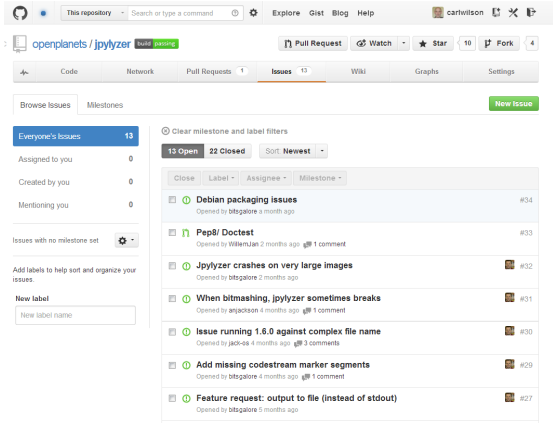 This repository Search or type a command Explore Gist Blog Help carlwilson
openplanets / jpylyzer build passing Pull Request Watch Star 10 Fork 4
Code Network Pull Requests 1 Issues 13 Wiki Graphs Settings
Browse Issues Milestones New Issue
Everyone's Issues 13
Assigned to you 0
Created by you 0
Mentioning you 0
Issues with no milestone set
Add labels to help sort and organize your
issues.
New label
New label name
Clear milestone and label filters
13 Open 22 Closed Sort: Newest
Close Label Assignee Milestone
Debian packaging issues #34
Opened by bitsgalore a month ago
Pep8/ Doctest #33
Opened by WillemJan 2 months ago 1 comment
Jpylyzer crashes on very large images #32
Opened by bitsgalore 2 months ago
When bitmashing, jpylyzer sometimes breaks #31
Opened by anjackson 4 months ago 1 comment
Issue running 1.6.0 against complex file name #30
Opened by jack-os 4 months ago 3 comments
Add missing codestream marker segments #29
Opened by bitsgalore 4 months ago 1 comment
Feature request: output to file (instead of stdout) #27
Opened by bitsgalore 5 months ago